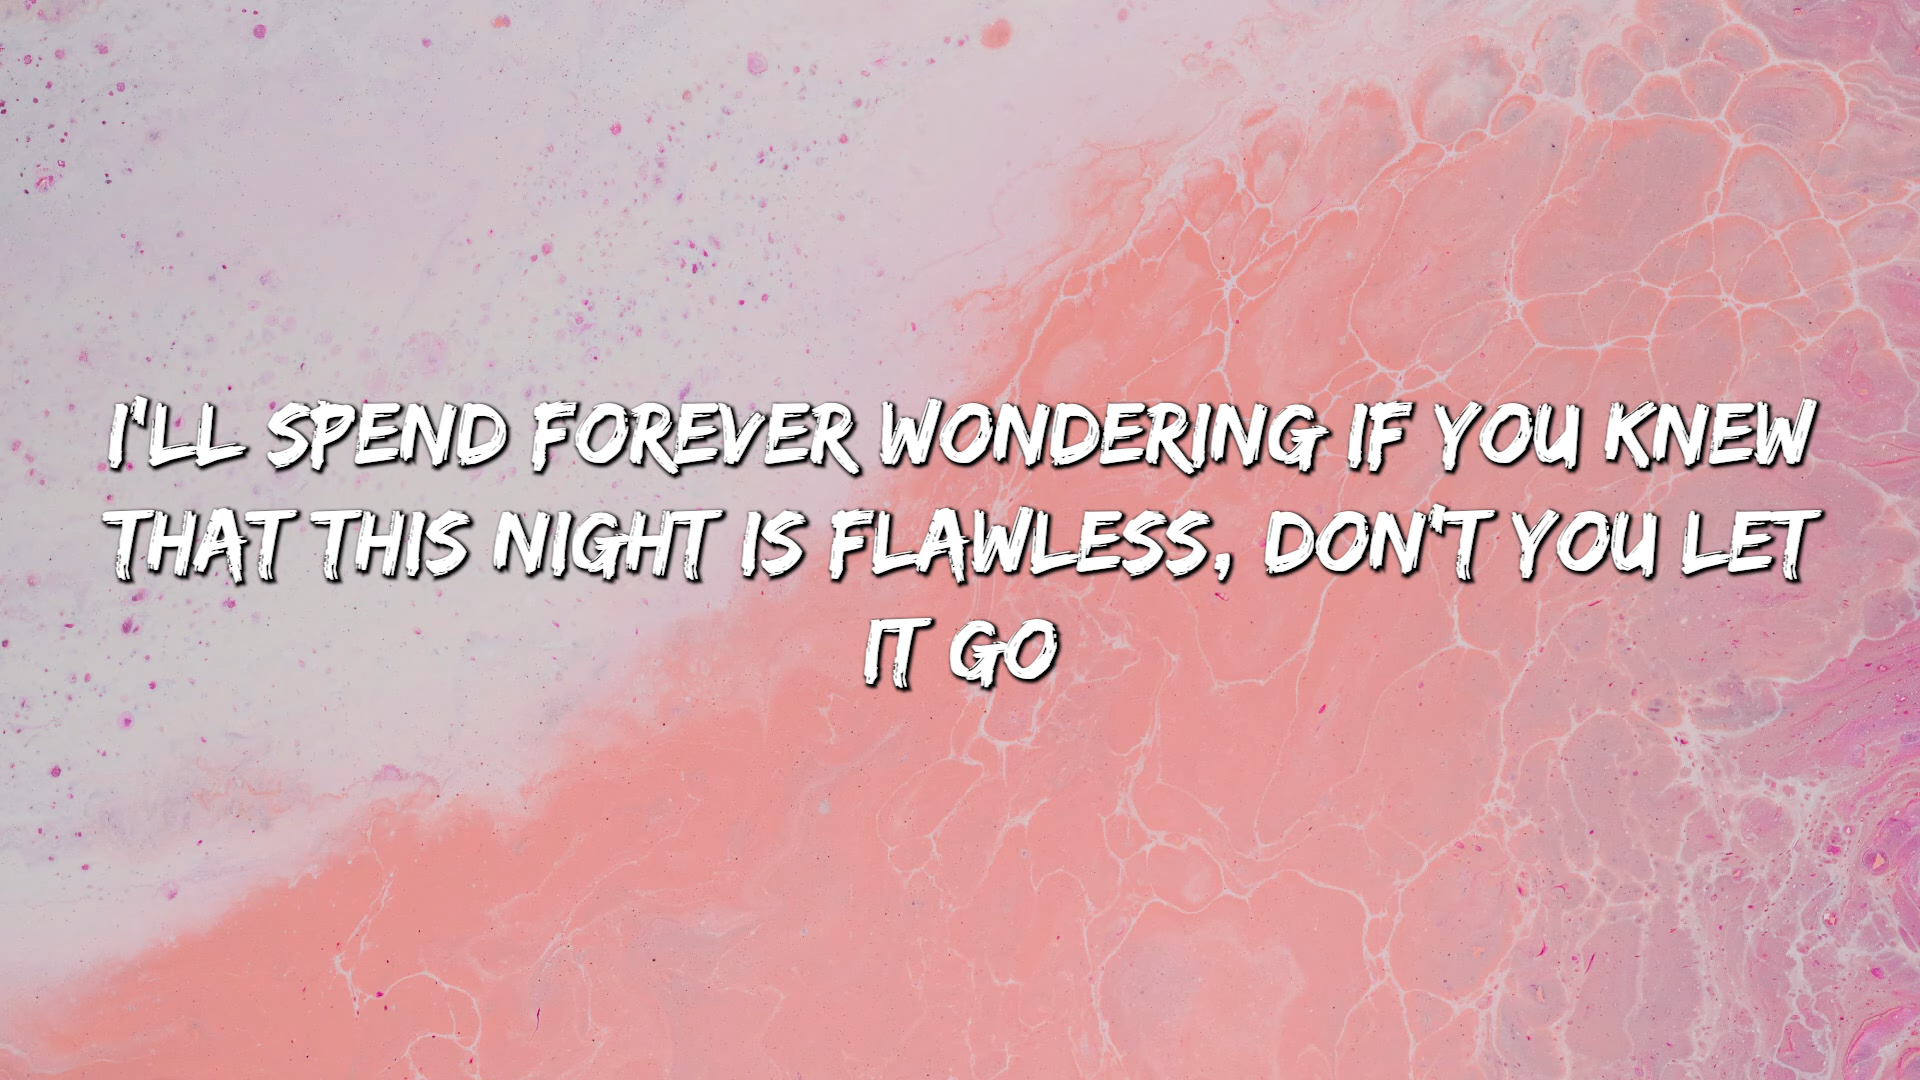 I'LL SPEND FOREVER WONDERING IF YOU KNEW
THAT THIS NIGHT IS FLAWLESS, DON'T YOU LET
IT GO